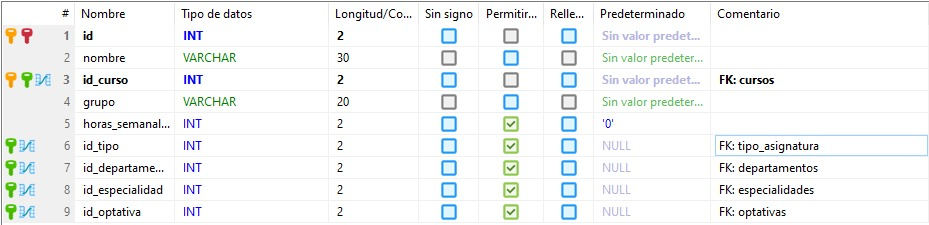 # Nombre Tipo de datos Longitud/Co... Sin signo Permitir... Relle... Predeterminado Comentario
1 id INT 2 Sin valor predet...
2 nombre VARCHAR 30 Sin valor predeter...
3 id_curso INT 2 Sin valor predet... FK: cursos
4 grupo VARCHAR 20 Sin valor predeter...
5 horas_semanal... INT 2 '0'
6 id_tipo INT 2 NULL FK: tipo_asignatura
7 id_departame... INT 2 NULL FK: departamentos
8 id_especialidad INT 2 NULL FK: especialidades
9 id_optativa INT 2 NULL FK: optativas